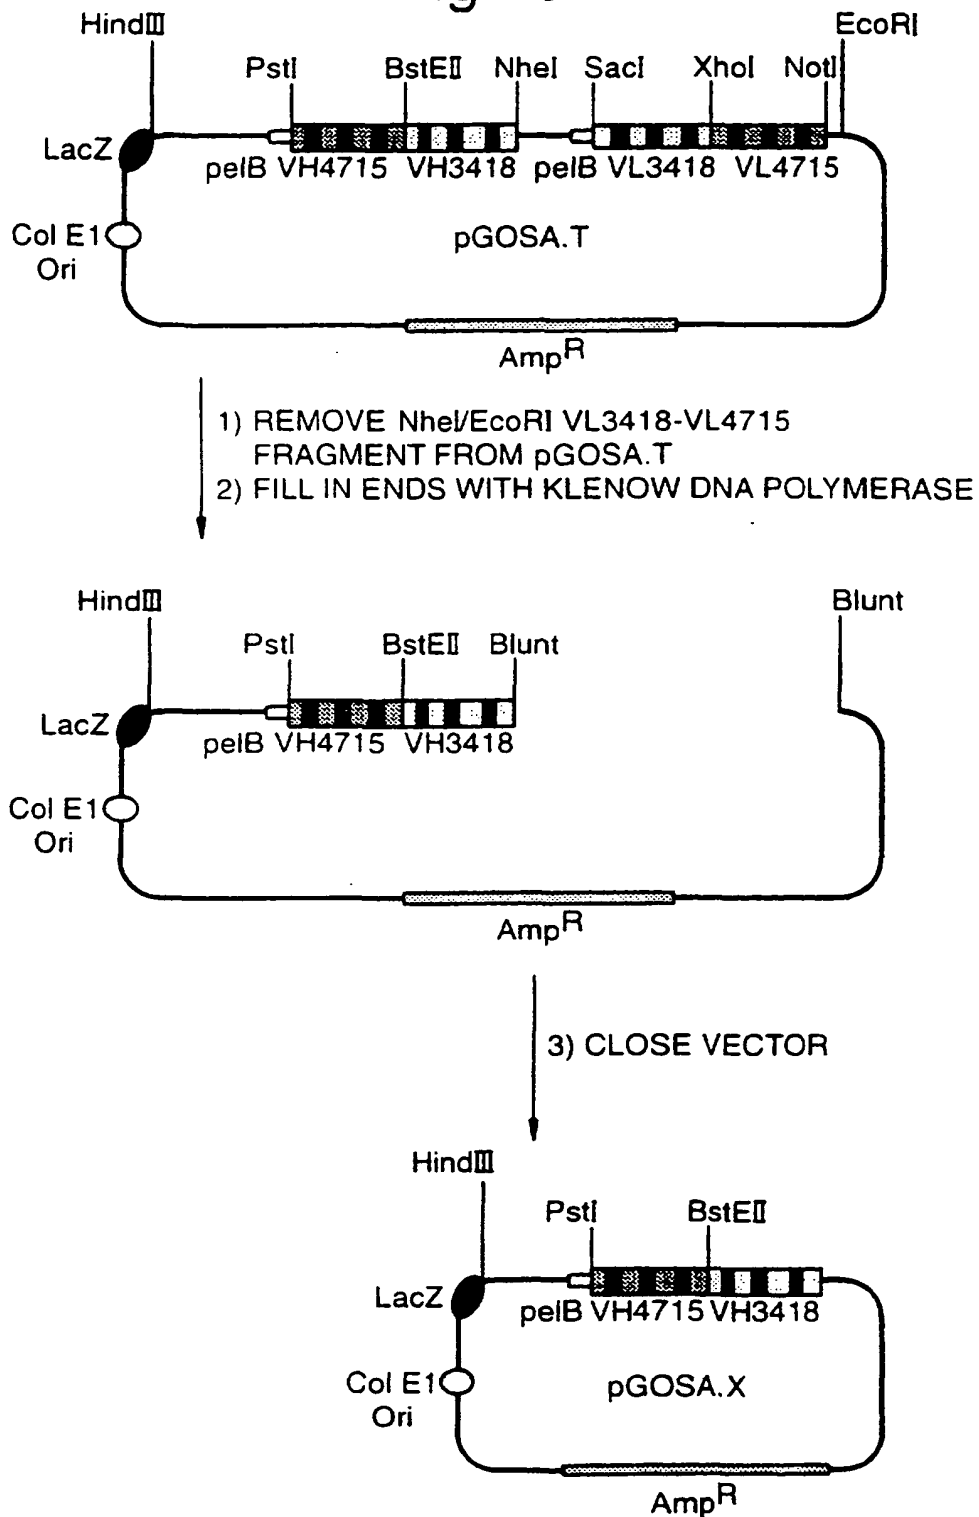 HindIII
EcoRI
PstI BstEII NheI SacI XhoI NotI
LacZ
pelB VH4715 VH3418 pelB VL3418 VL4715
Col E1
Ori
pGOSA.T
AmpR
1) REMOVE NheI/EcoRI VL3418-VL4715
FRAGMENT FROM pGOSA.T
2) FILL IN ENDS WITH KLENOW DNA POLYMERASE
HindIII
Blunt
PstI BstEII Blunt
LacZ
pelB VH4715 VH3418
Col E1
Ori
AmpR
3) CLOSE VECTOR
HindIII
PstI BstEII
LacZ
pelB VH4715 VH3418
Col E1
Ori
pGOSA.X
AmpR